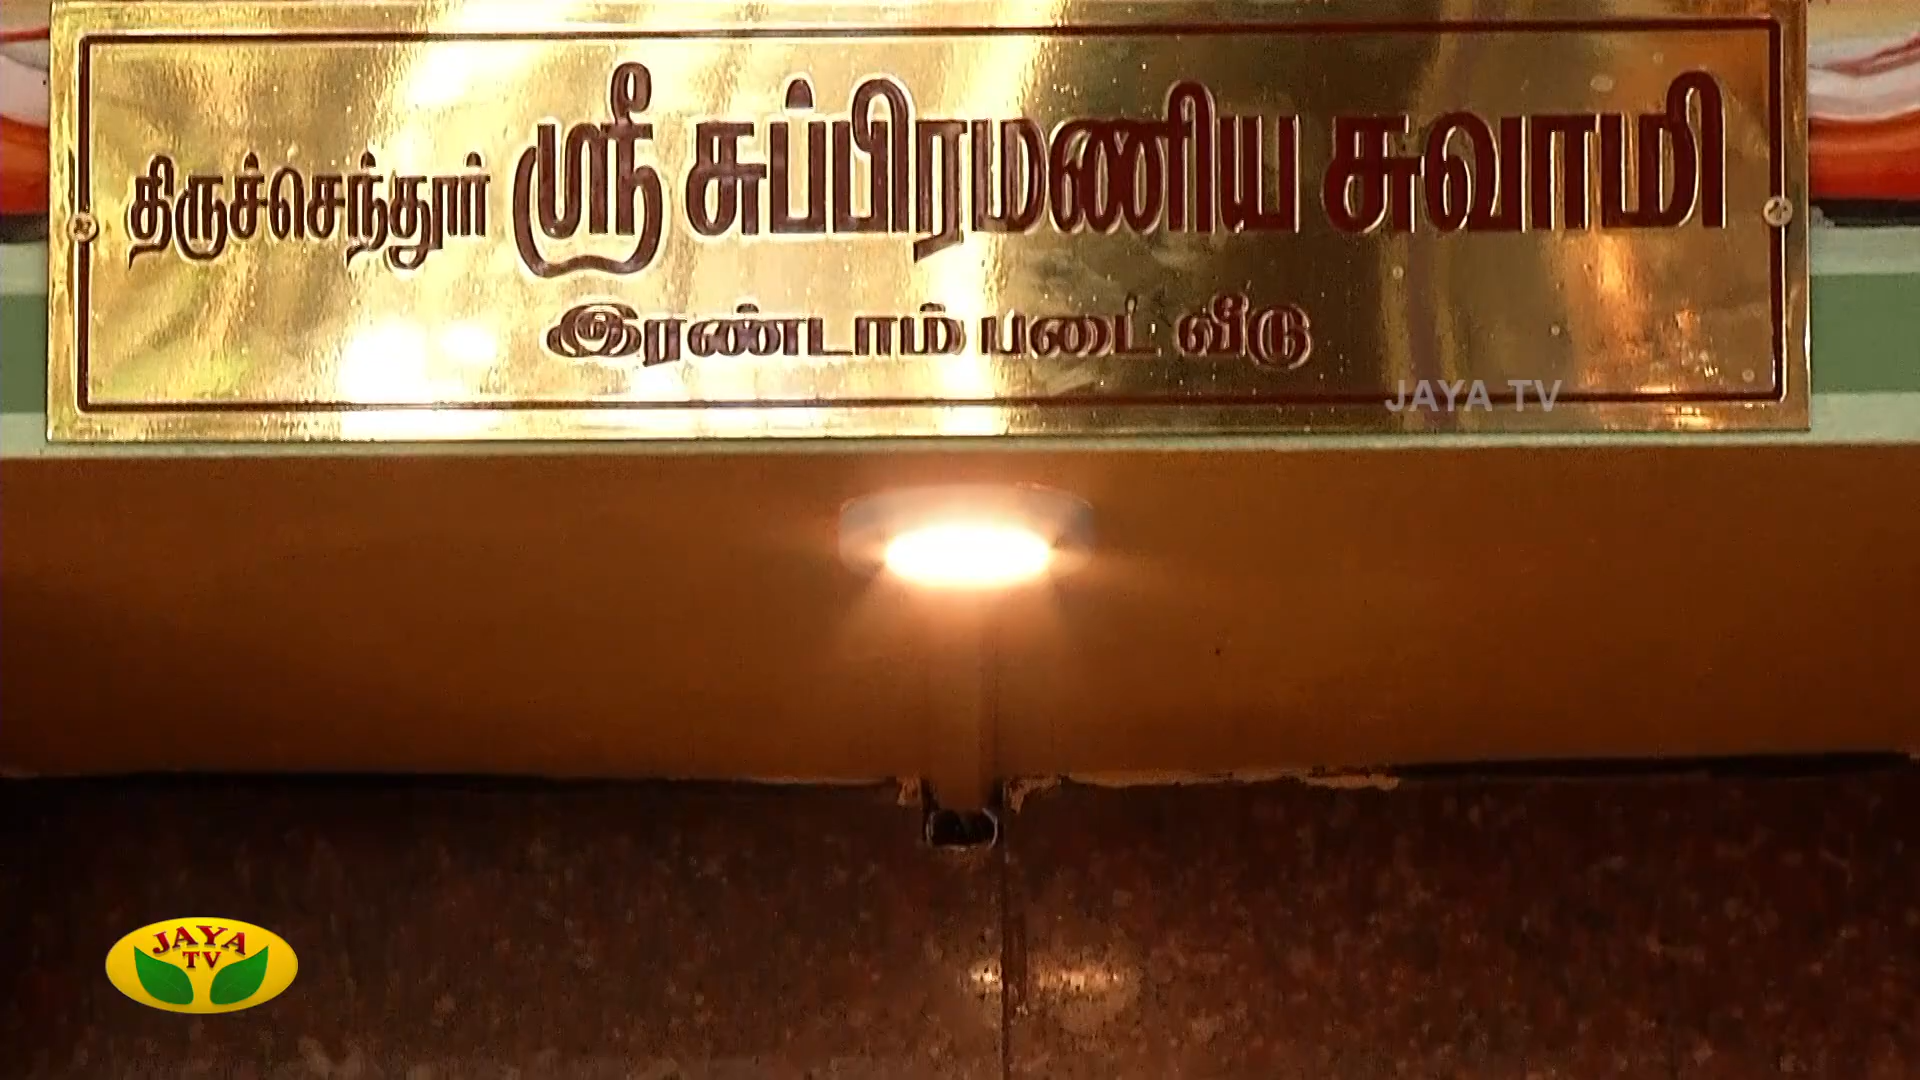 திருச்செந்தூர் ஸ்ரீ சுப்பிரமணிய சுவாமி
இரண்டாம் படை வீடு
JAYA TV
JAYA
TV